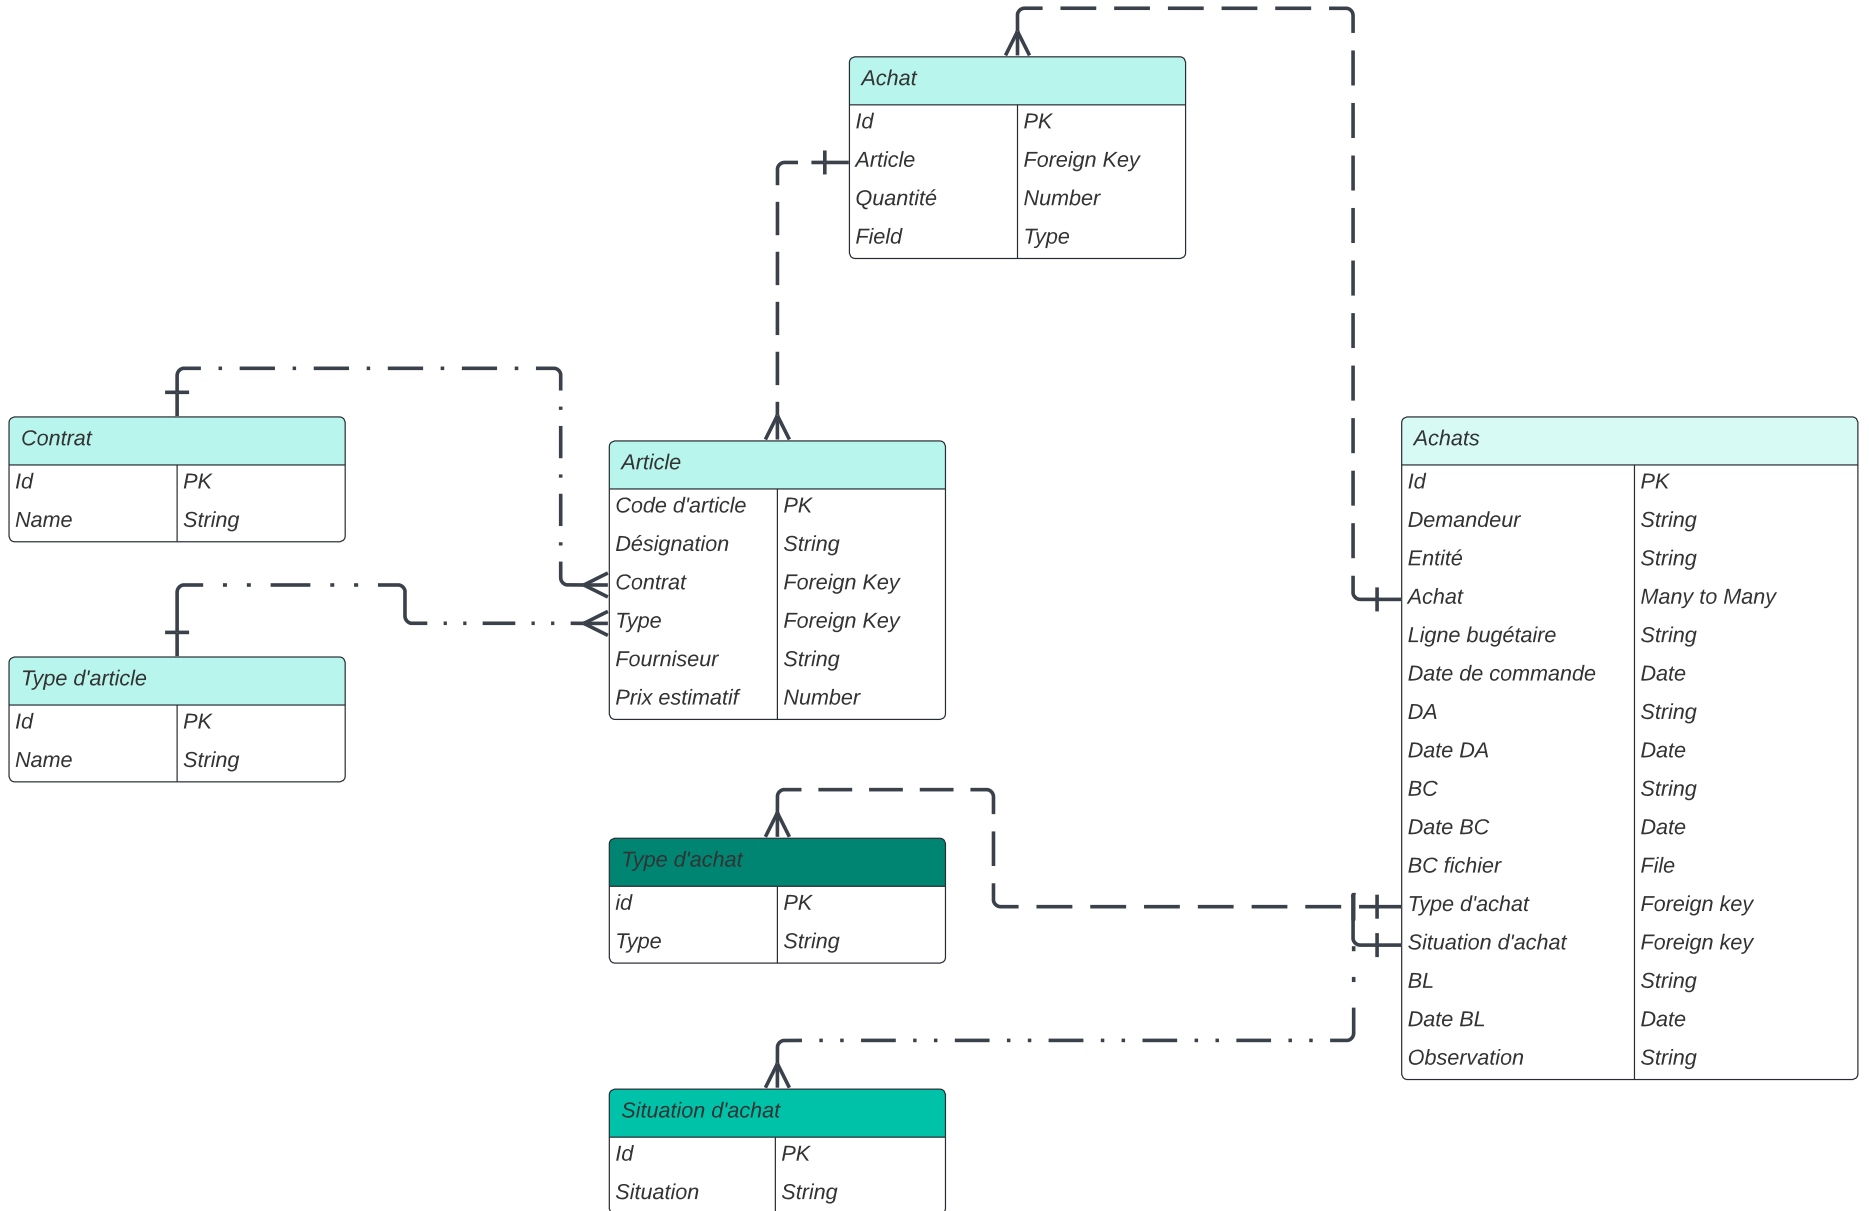 Achat
Id PK
Article Foreign Key
Quantité Number
Field Type
Contrat
Id PK
Name String
Type d'article
Id PK
Name String
Article
Code d'article PK
Désignation String
Contrat Foreign Key
Type Foreign Key
Fourniseur String
Prix estimatif Number
Type d'achat
id PK
Type String
Situation d'achat
Id PK
Situation String
Achats
Id PK
Demandeur String
Entité String
Achat Many to Many
Ligne bugétaire String
Date de commande Date
DA String
Date DA Date
BC String
Date BC Date
BC fichier File
Type d'achat Foreign key
Situation d'achat Foreign key
BL String
Date BL Date
Observation String